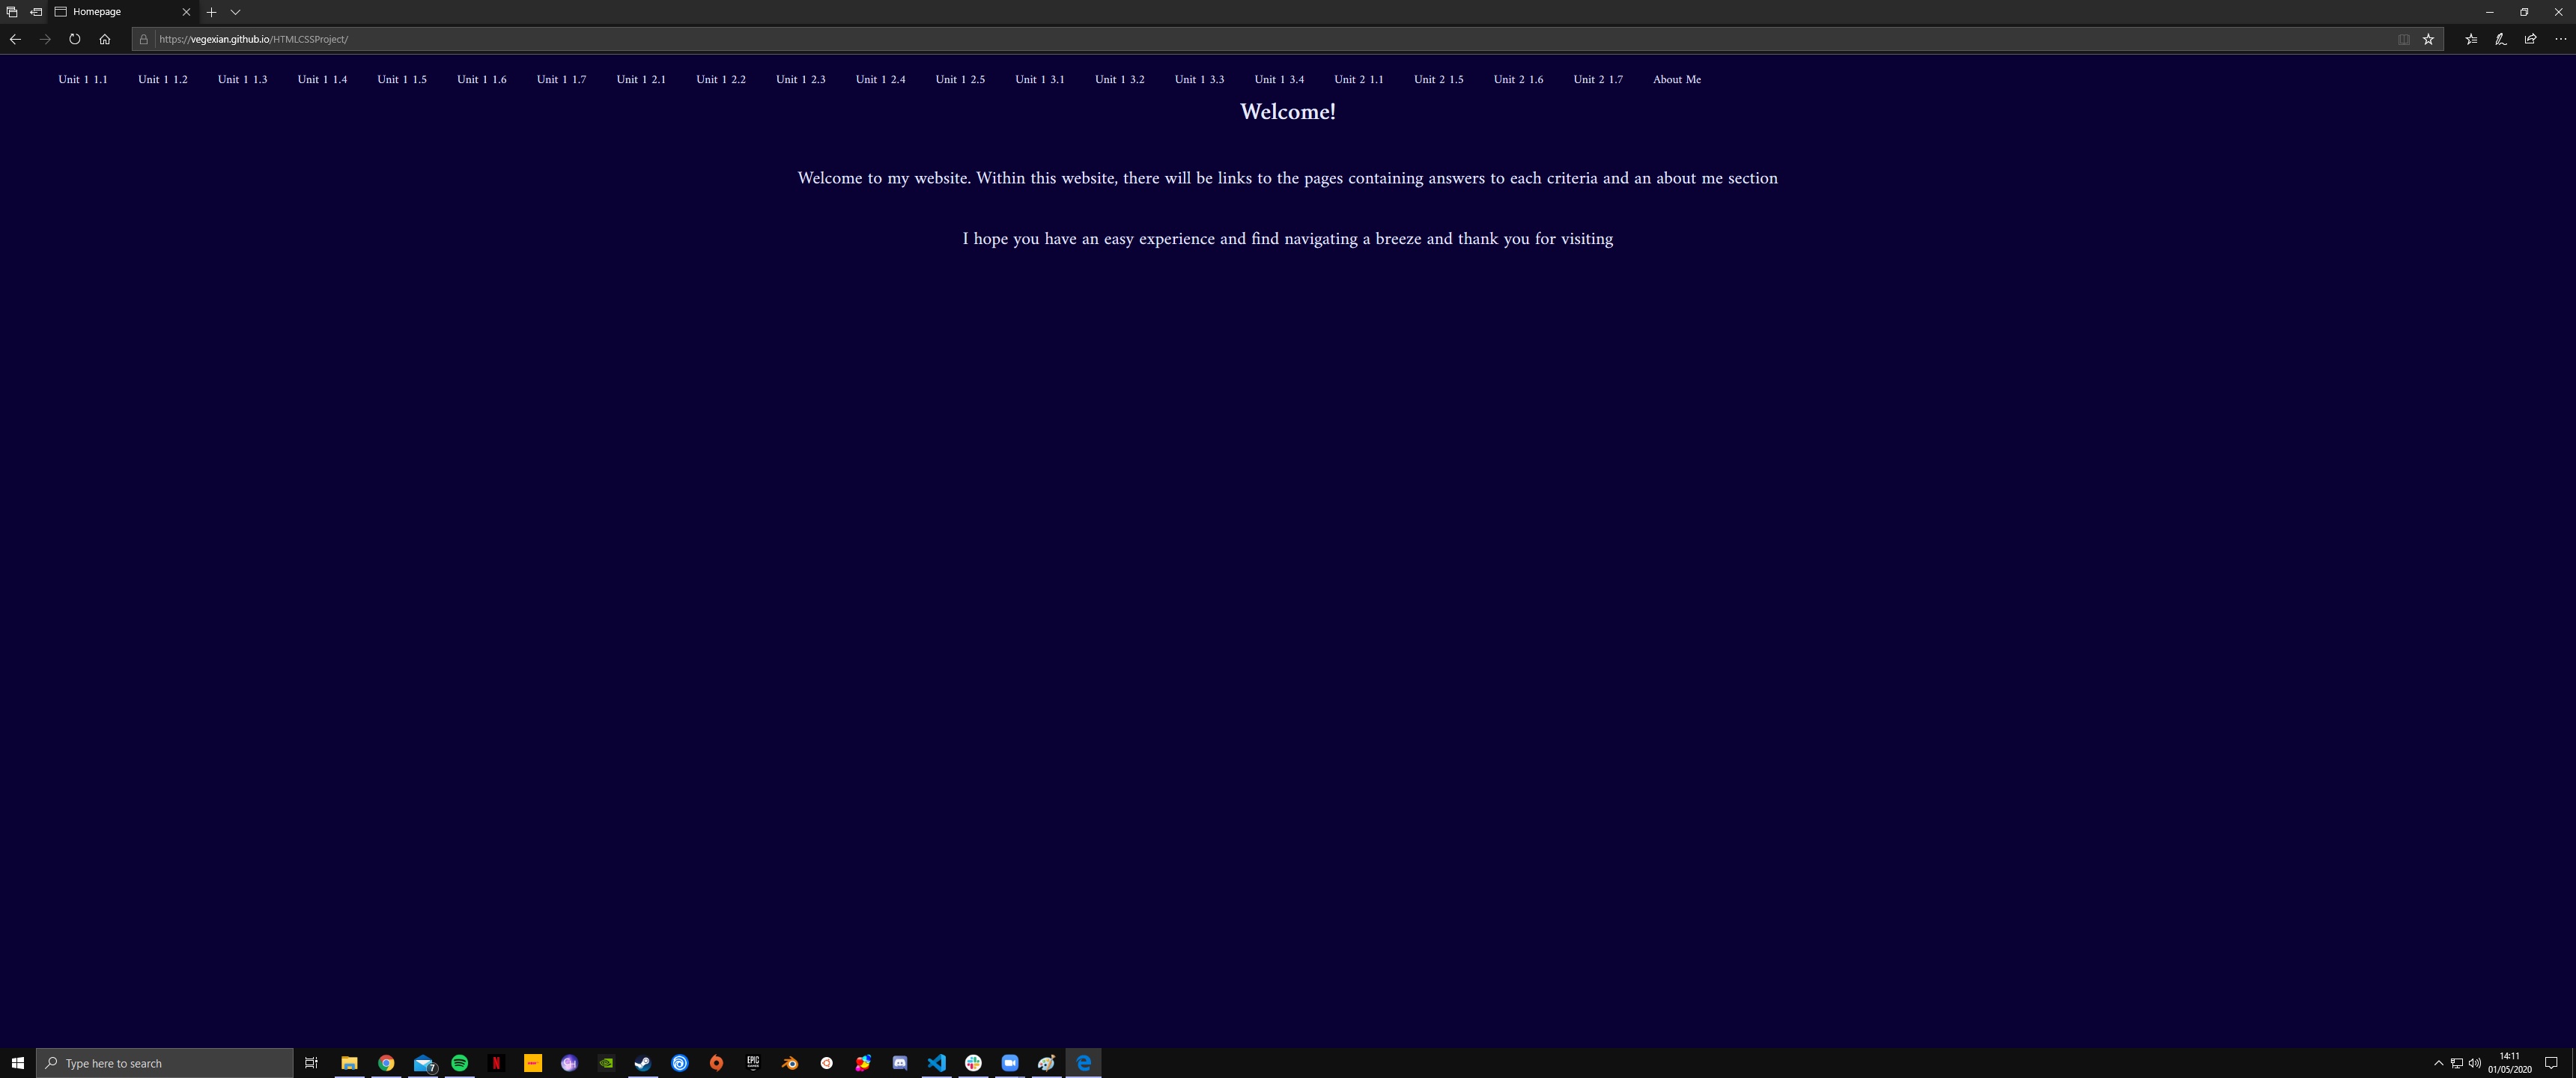 Homepage
https://vegexian.github.io/HTMLCSSProject/
Unit 1 1.1 Unit 1 1.2 Unit 1 1.3 Unit 1 1.4 Unit 1 1.5 Unit 1 1.6 Unit 1 1.7 Unit 1 2.1 Unit 1 2.2 Unit 1 2.3 Unit 1 2.4 Unit 1 2.5 Unit 1 3.1 Unit 1 3.2 Unit 1 3.3 Unit 1 3.4 Unit 2 1.1 Unit 2 1.5 Unit 2 1.6 Unit 2 1.7 About Me
Welcome!
Welcome to my website. Within this website, there will be links to the pages containing answers to each criteria and an about me section
I hope you have an easy experience and find navigating a breeze and thank you for visiting
Type here to search
7
N
EPIC
14:11
01/05/2020